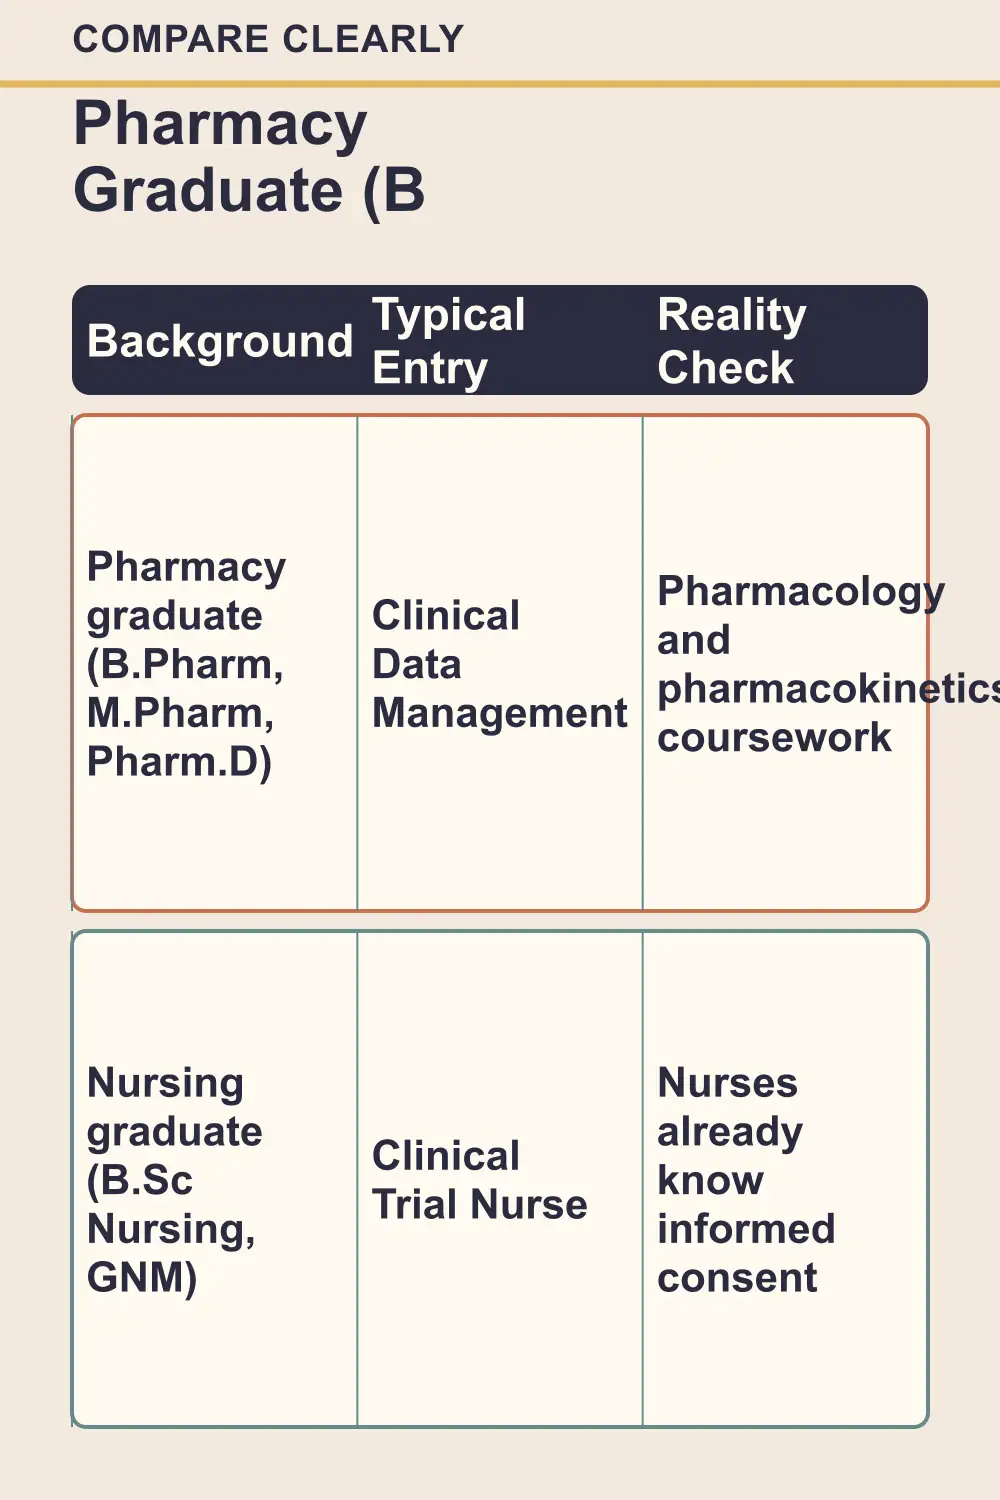 COMPARE CLEARLY
Pharmacy
Graduate (B
Background
Typical
Entry
Reality
Check
Pharmacy
graduate
(B.Pharm,
M.Pharm,
Pharm.D)
Clinical
Data
Management
Pharmacology
and
pharmacokinetics
coursework
Nursing
graduate
(B.Sc
Nursing,
GNM)
Clinical
Trial Nurse
Nurses
already
know
informed
consent